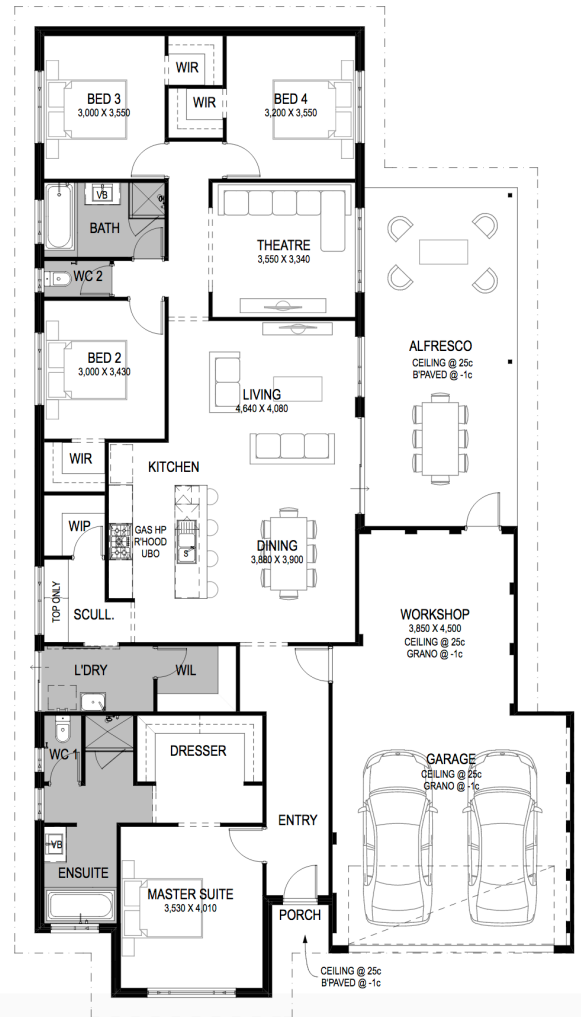 WIR
BED 3
3,000 X 3,550
WIR
BED 4
3,200 X 3,550
VB
BATH
THEATRE
3,550 X 3,340
WC 2
ALFRESCO
CEILING @ 25c
B'PAVED @ -1c
BED 2
3,000 X 3,430
LIVING
4,640 X 4,080
WIR
KITCHEN
WIP
GAS HP
R'HOOD
UBO
S
DINING
3,880 X 3,900
TOP ONLY
SCULL.
WORKSHOP
3,850 X 4,500
CEILING @ 25c
GRANO @ -1c
L'DRY
WIL
WC 1
DRESSER
GARAGE
CEILING @ 25c
GRANO @ -1c
ENTRY
VB
ENSUITE
MASTER SUITE
3,530 X 4,010
PORCH
CEILING @ 25c
B'PAVED @ -1c